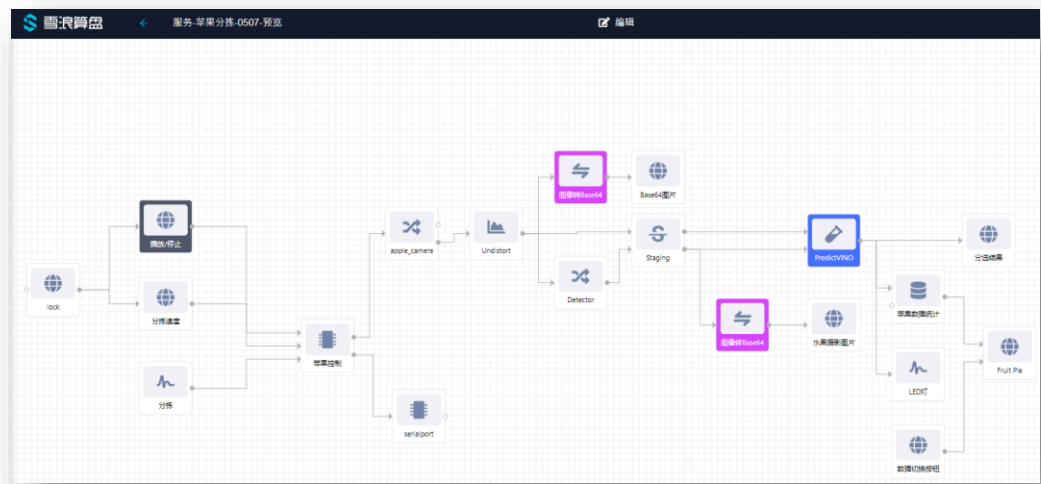 雪浪算盘
服务-苹果分拣-0507-预览
编辑
图像转Base64
Base64图片
播放/停止
apple_camera
Undistort
Staging
PredictVINO
分选结果
lock
分拣速度
Detector
苹果数据统计
苹果控制
图像转Base64
水果摄影图片
Fruit Pie
分拣
LED灯
serialport
数据切换按钮